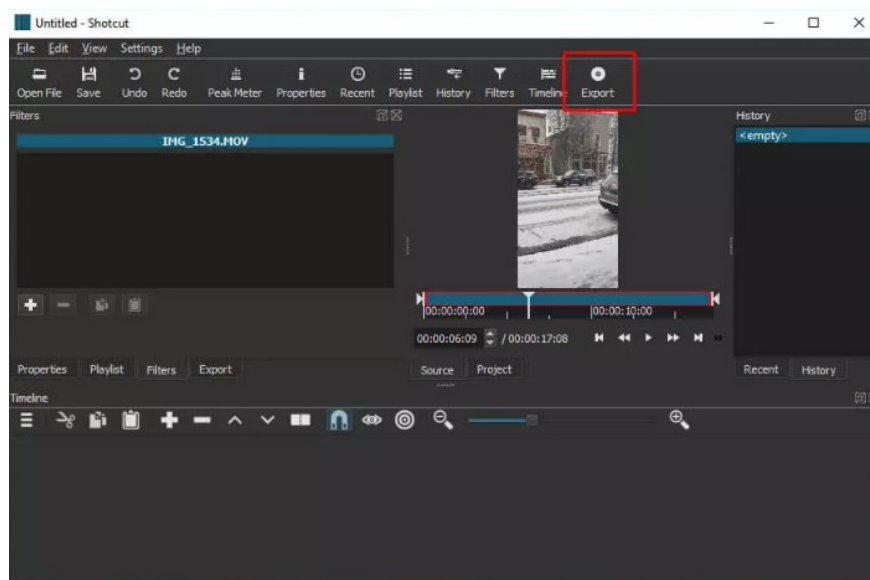 Untitled - Shotcut
File Edit View Settings Help
Open File Save Undo Redo Peak Meter Properties Recent Playlist History Filters Timeline Export
Filters
History
IMG_1534.MOV
<empty>
00:00:00:00 00:00:10:00
00:00:06:09 / 00:00:17:08
Properties Playlist Filters Export Source Project Recent History
Timeline